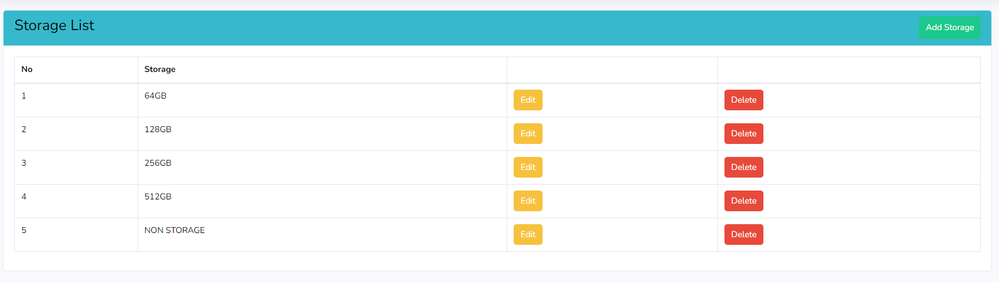 Storage List
Add Storage
No Storage
1 64GB Edit Delete
2 128GB Edit Delete
3 256GB Edit Delete
4 512GB Edit Delete
5 NON STORAGE Edit Delete